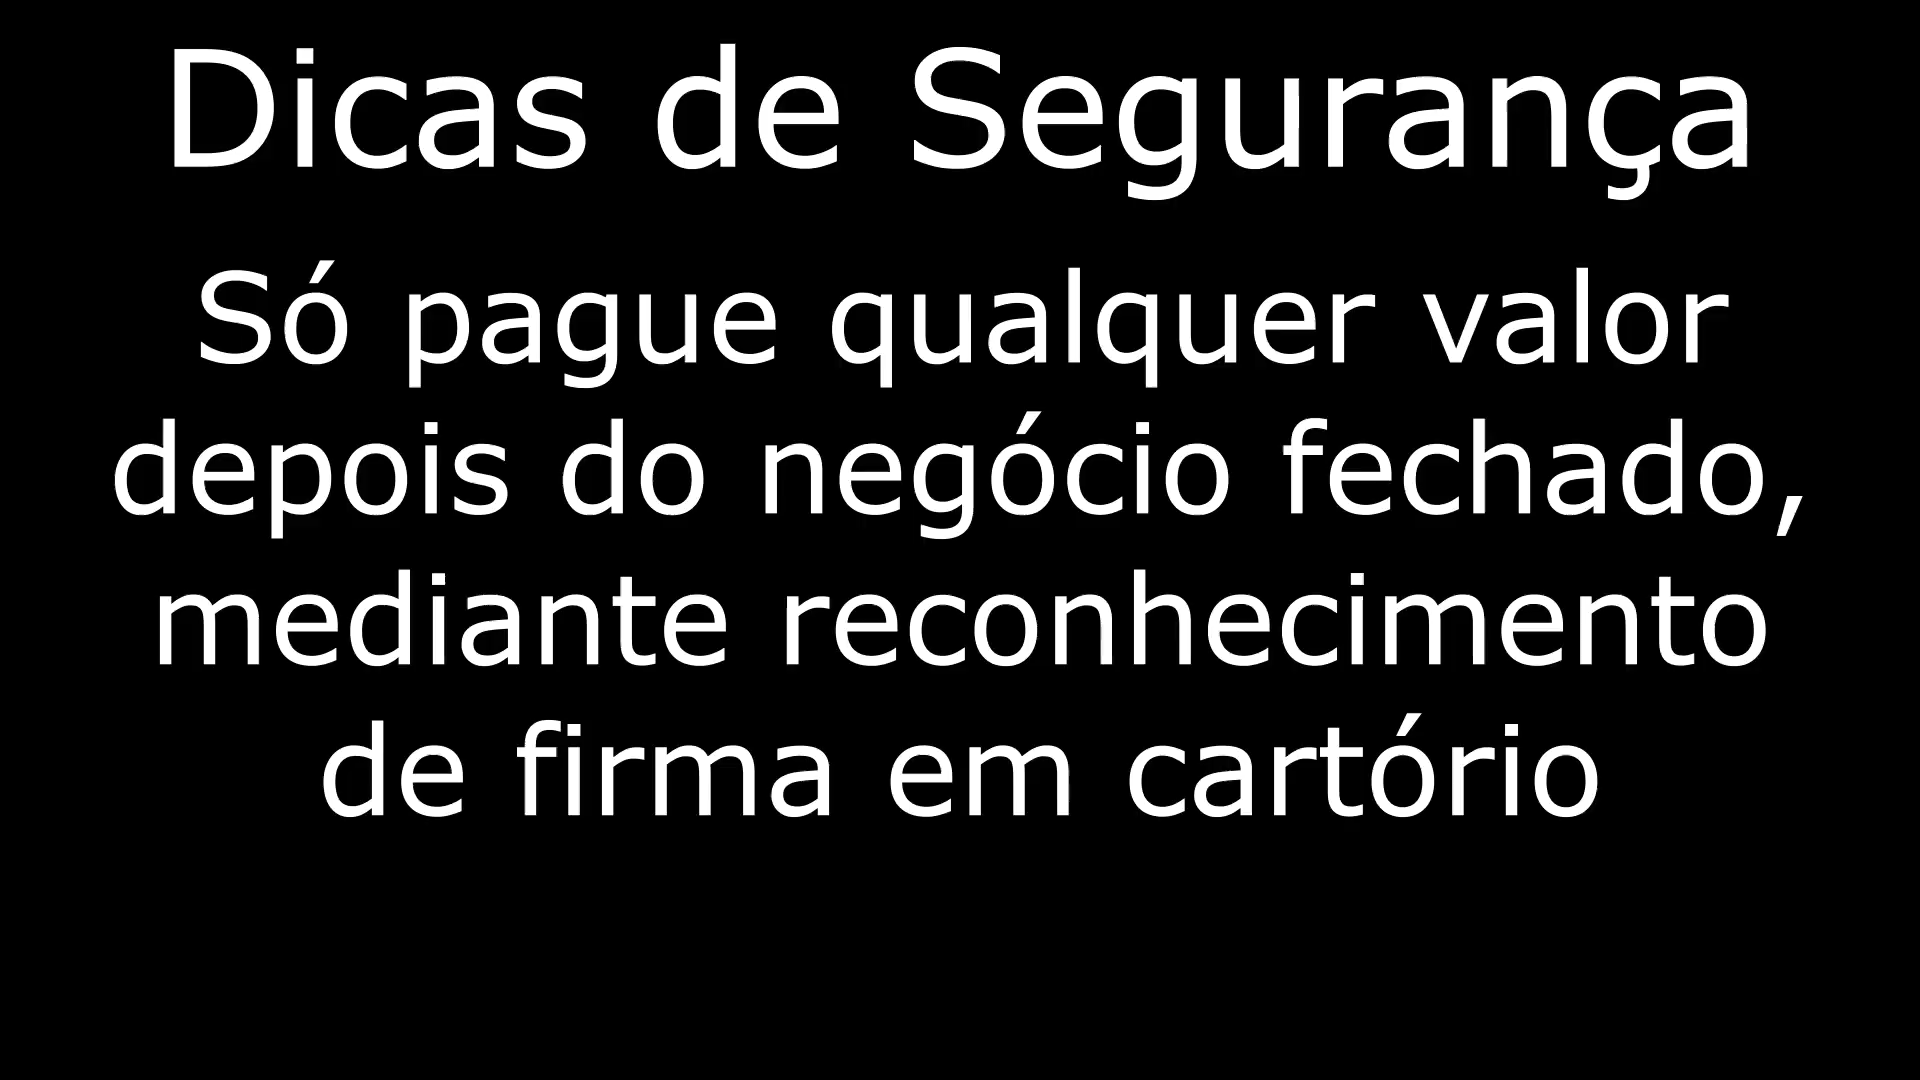 Dicas de Segurança
Só pague qualquer valor
depois do negócio fechado,
mediante reconhecimento
de firma em cartório